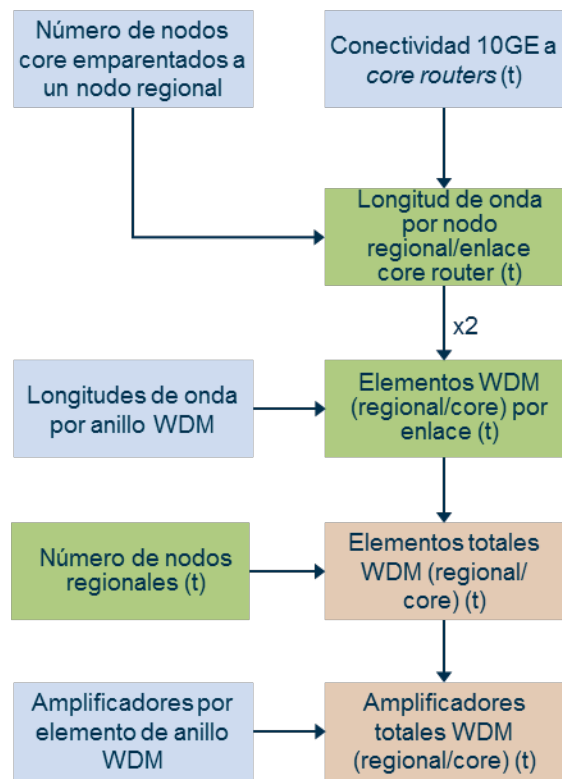 Número de nodos
core emparentados a
un nodo regional
Conectividad 10GE a
core routers (t)
Longitud de onda
por nodo
regional/enlace
core router (t)
x2
Longitudes de onda
por anillo WDM
Elementos WDM
(regional/core) por
enlace (t)
Número de nodos
regionales (t)
Elementos totales
WDM (regional/
core) (t)
Amplificadores por
elemento de anillo
WDM
Amplificadores
totales WDM
(regional/core) (t)